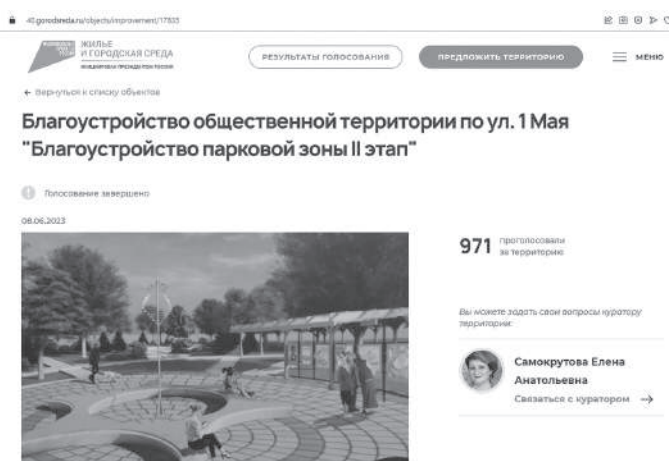 40.gorodsreda.ru/objects/improvement/17835
ЖИЛЬЕ
И ГОРОДСКАЯ СРЕДА
РЕЗУЛЬТАТЫ ГОЛОСОВАНИЯ
ПРЕДЛОЖИТЬ ТЕРРИТОРИЮ
МЕНЮ
← Вернуться к списку объектов
Благоустройство общественной территории по ул. 1 Мая
"Благоустройство парковой зоны II этап"
Голосование завершено
08.06.2023
971 проголосовали
за территорию
Вы можете задать свои вопросы куратору
территории:
Самокрутова Елена
Анатольевна
Связаться с куратором →